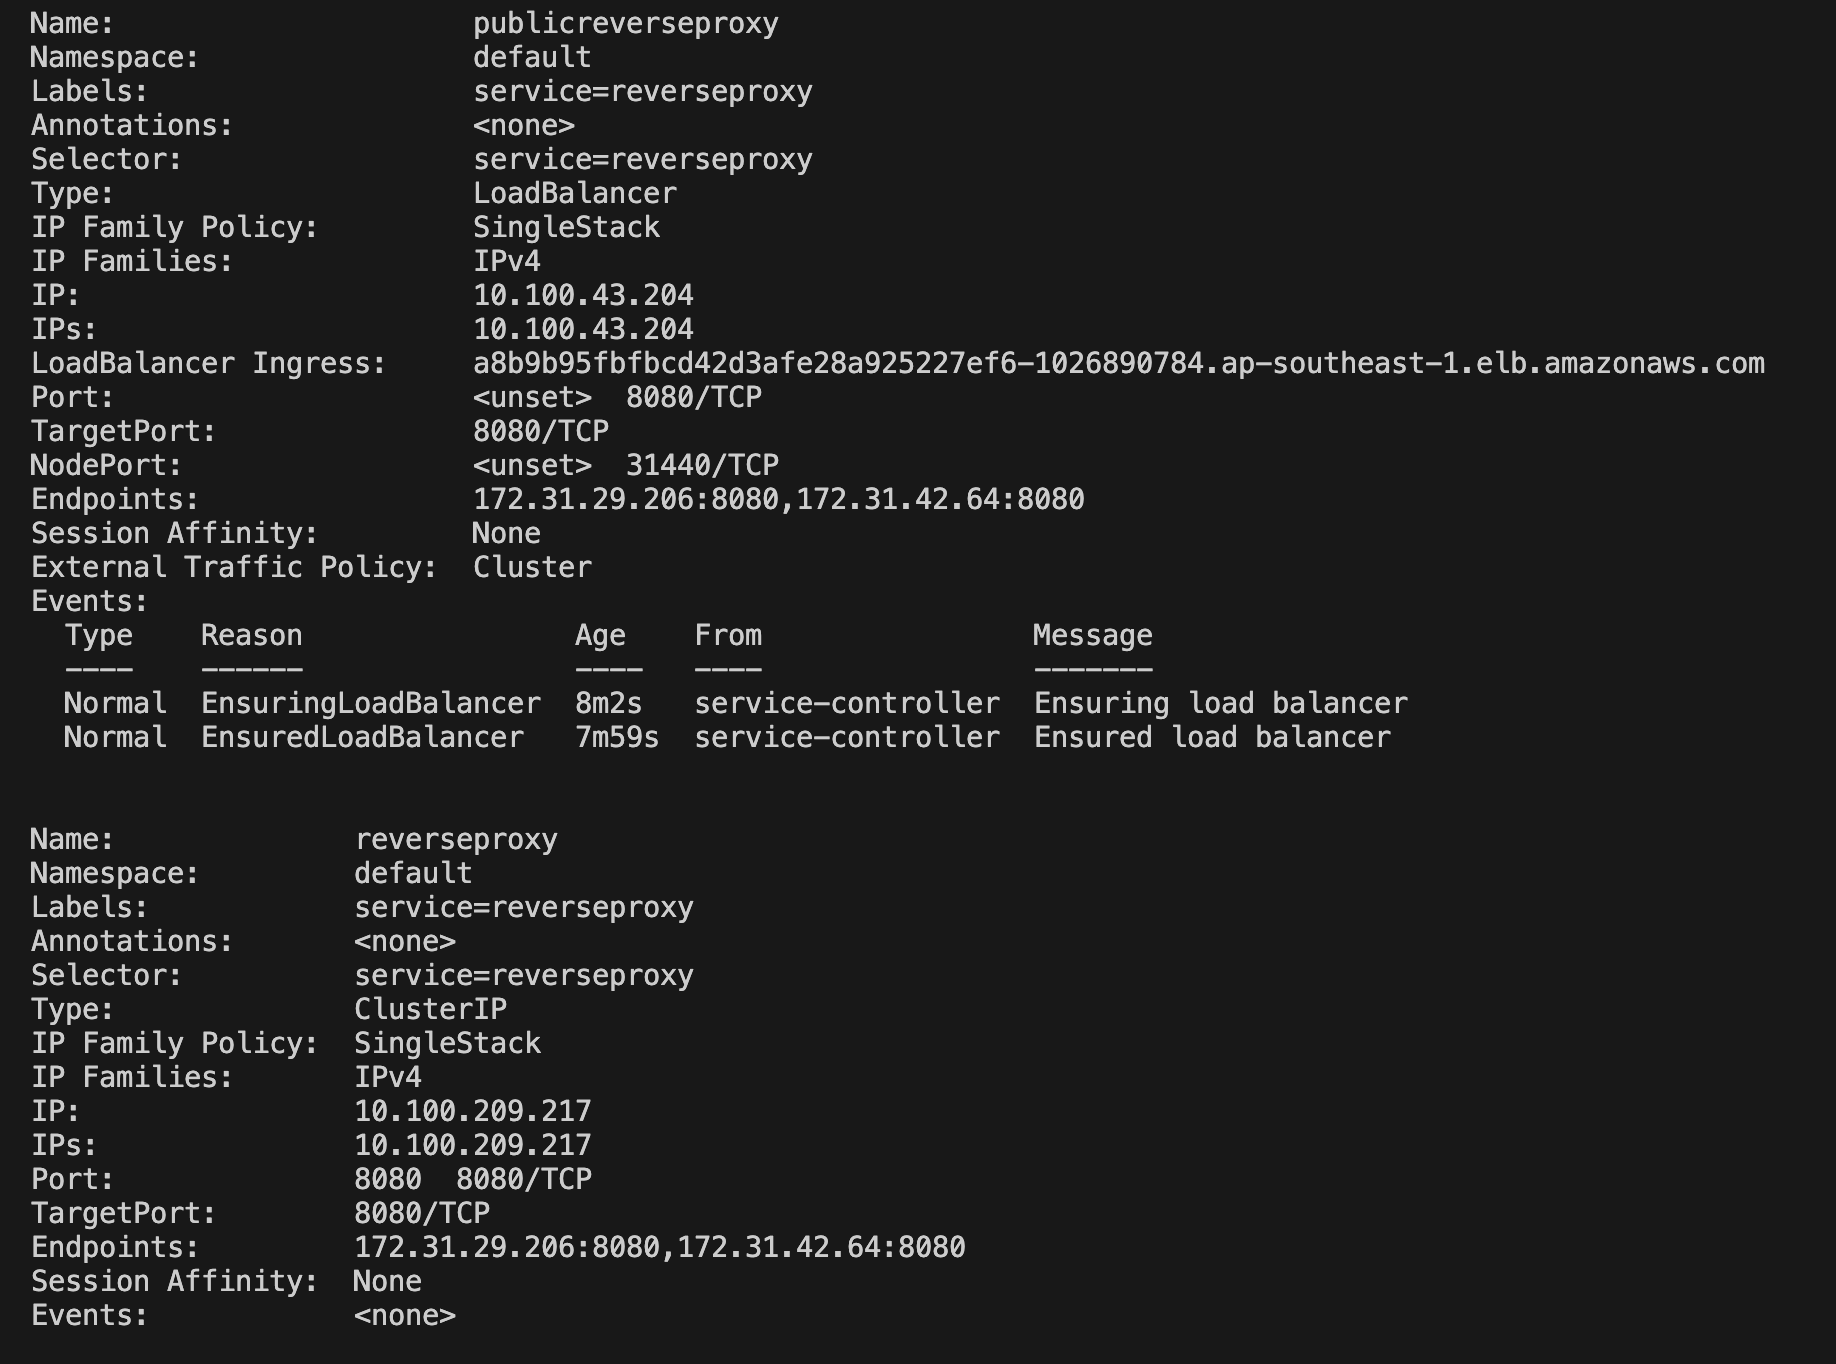 Name:                     publicreverseproxy
Namespace:                default
Labels:                   service=reverseproxy
Annotations:              <none>
Selector:                 service=reverseproxy
Type:                     LoadBalancer
IP Family Policy:         SingleStack
IP Families:              IPv4
IP:                       10.100.43.204
IPs:                      10.100.43.204
LoadBalancer Ingress:     a8b9b95fbfbcd42d3afe28a925227ef6-1026890784.ap-southeast-1.elb.amazonaws.com
Port:                     <unset>  8080/TCP
TargetPort:               8080/TCP
NodePort:                 <unset>  31440/TCP
Endpoints:                172.31.29.206:8080,172.31.42.64:8080
Session Affinity:         None
External Traffic Policy:  Cluster
Events:
  Type    Reason                Age    From                Message
  ----    ------                ----   ----                -------
  Normal  EnsuringLoadBalancer  8m2s   service-controller  Ensuring load balancer
  Normal  EnsuredLoadBalancer   7m59s  service-controller  Ensured load balancer
Name:              reverseproxy
Namespace:         default
Labels:            service=reverseproxy
Annotations:       <none>
Selector:          service=reverseproxy
Type:              ClusterIP
IP Family Policy:  SingleStack
IP Families:       IPv4
IP:                10.100.209.217
IPs:               10.100.209.217
Port:              8080  8080/TCP
TargetPort:        8080/TCP
Endpoints:         172.31.29.206:8080,172.31.42.64:8080
Session Affinity:  None
Events:            <none>